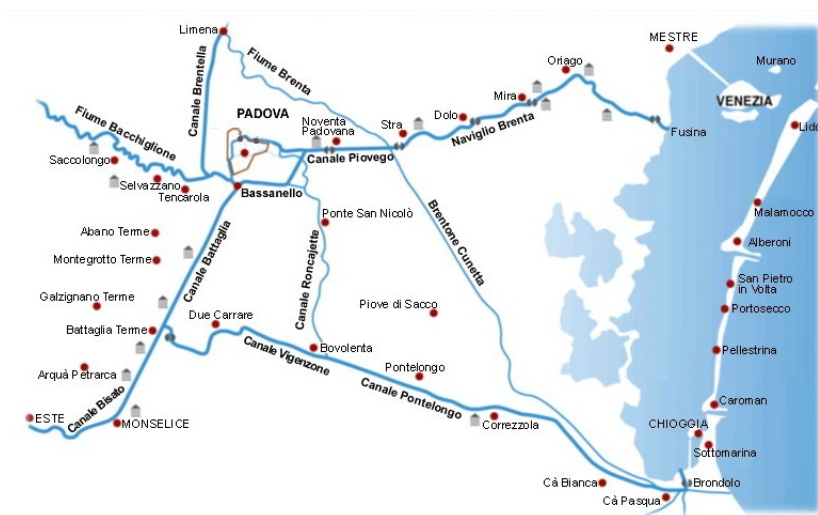 Limena
MESTRE
Fiume Brenta
Oriago
Murano
Canale Brentella
Mira
VENEZIA
PADOVA
Dolo
Noventa
Padovana
Stra
Naviglio Brenta
Fusina
Lido
Fiume Bacchiglione
Canale Piovego
Saccolongo
Selvazzano
Tencarola
Bassanello
Malamocco
Ponte San Nicolò
Brentone Cunetta
Abano Terme
Alberoni
Canale Battaglia
Montegrotto Terme
Canale Roncajette
San Pietro
in Volta
Galzignano Terme
Piove di Sacco
Portosecco
Due Carrare
Battaglia Terme
Canale Vigenzone
Bovolenta
Pellestrina
Arquà Petrarca
Pontelongo
Canale Bisato
Canale Pontelongo
Caroman
ESTE
MONSELICE
Correzzola
CHIOGGIA
Sottomarina
Cà Bianca
Brondolo
Cà Pasqua